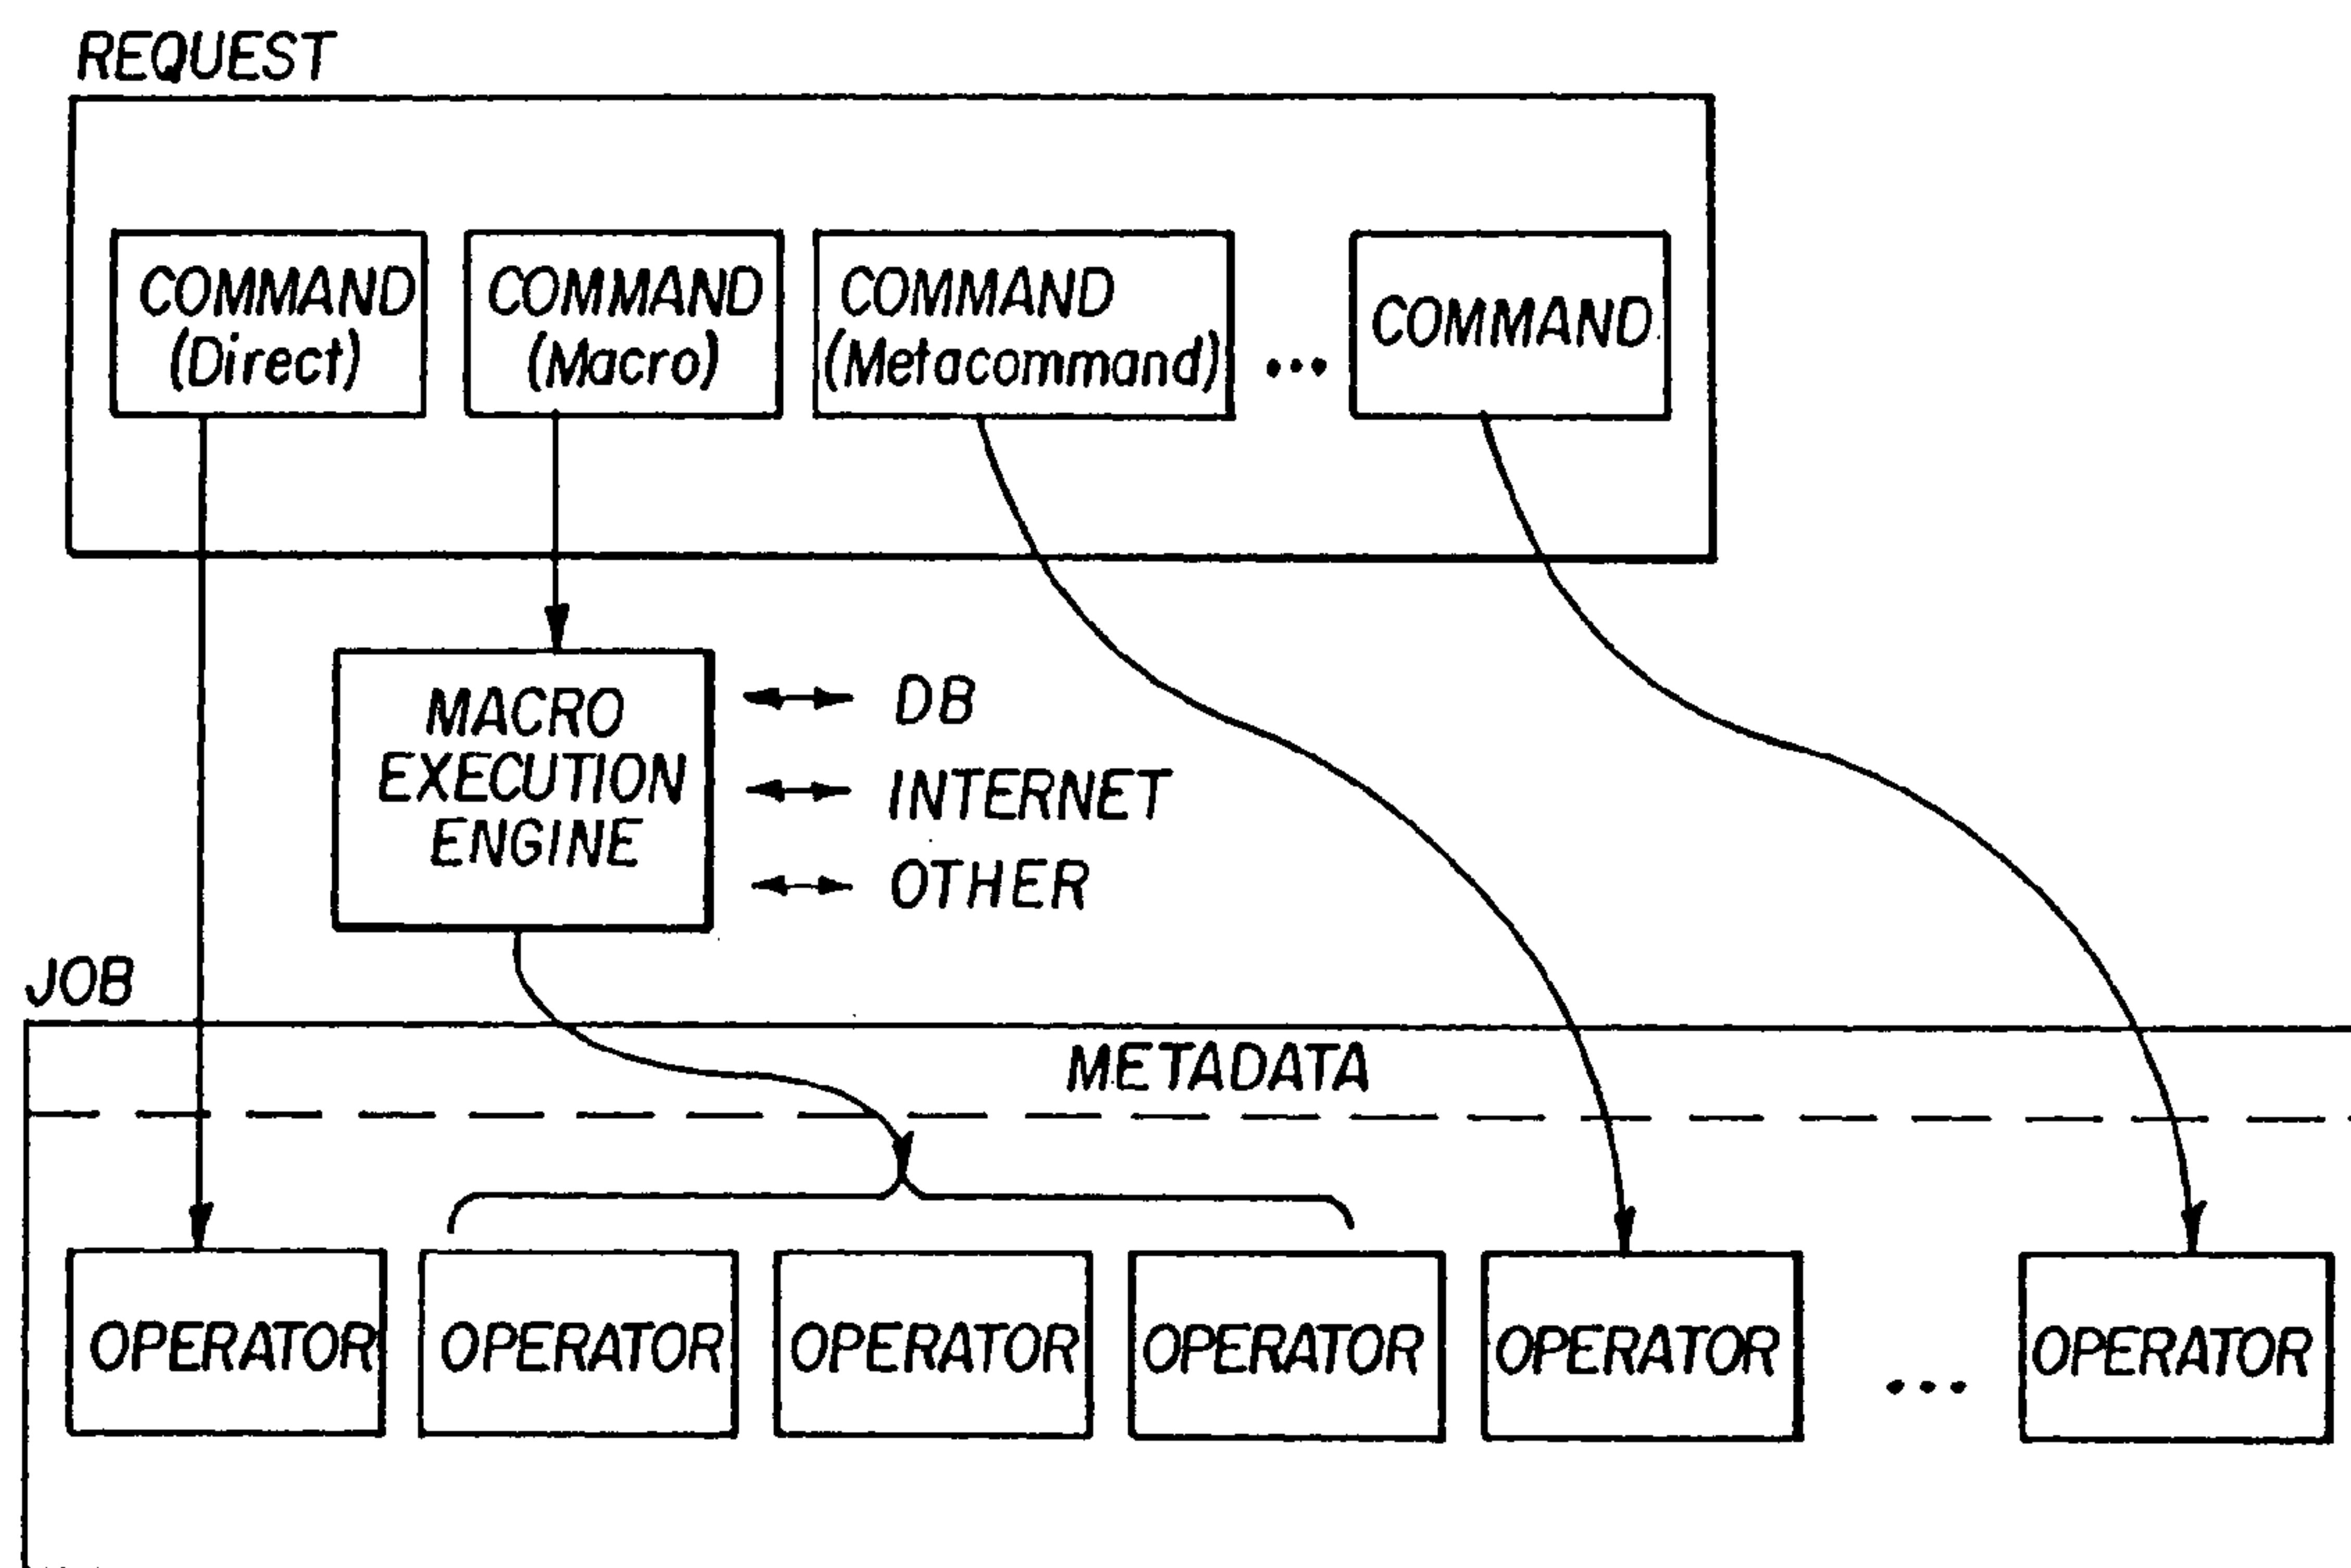 REQUEST
COMMAND
(Direct)
COMMAND
(Macro)
COMMAND
(Metacommand)
...
COMMAND
MACRO
EXECUTION
ENGINE
DB
INTERNET
OTHER
JOB
METADATA
OPERATOR
OPERATOR
OPERATOR
OPERATOR
OPERATOR
...
OPERATOR